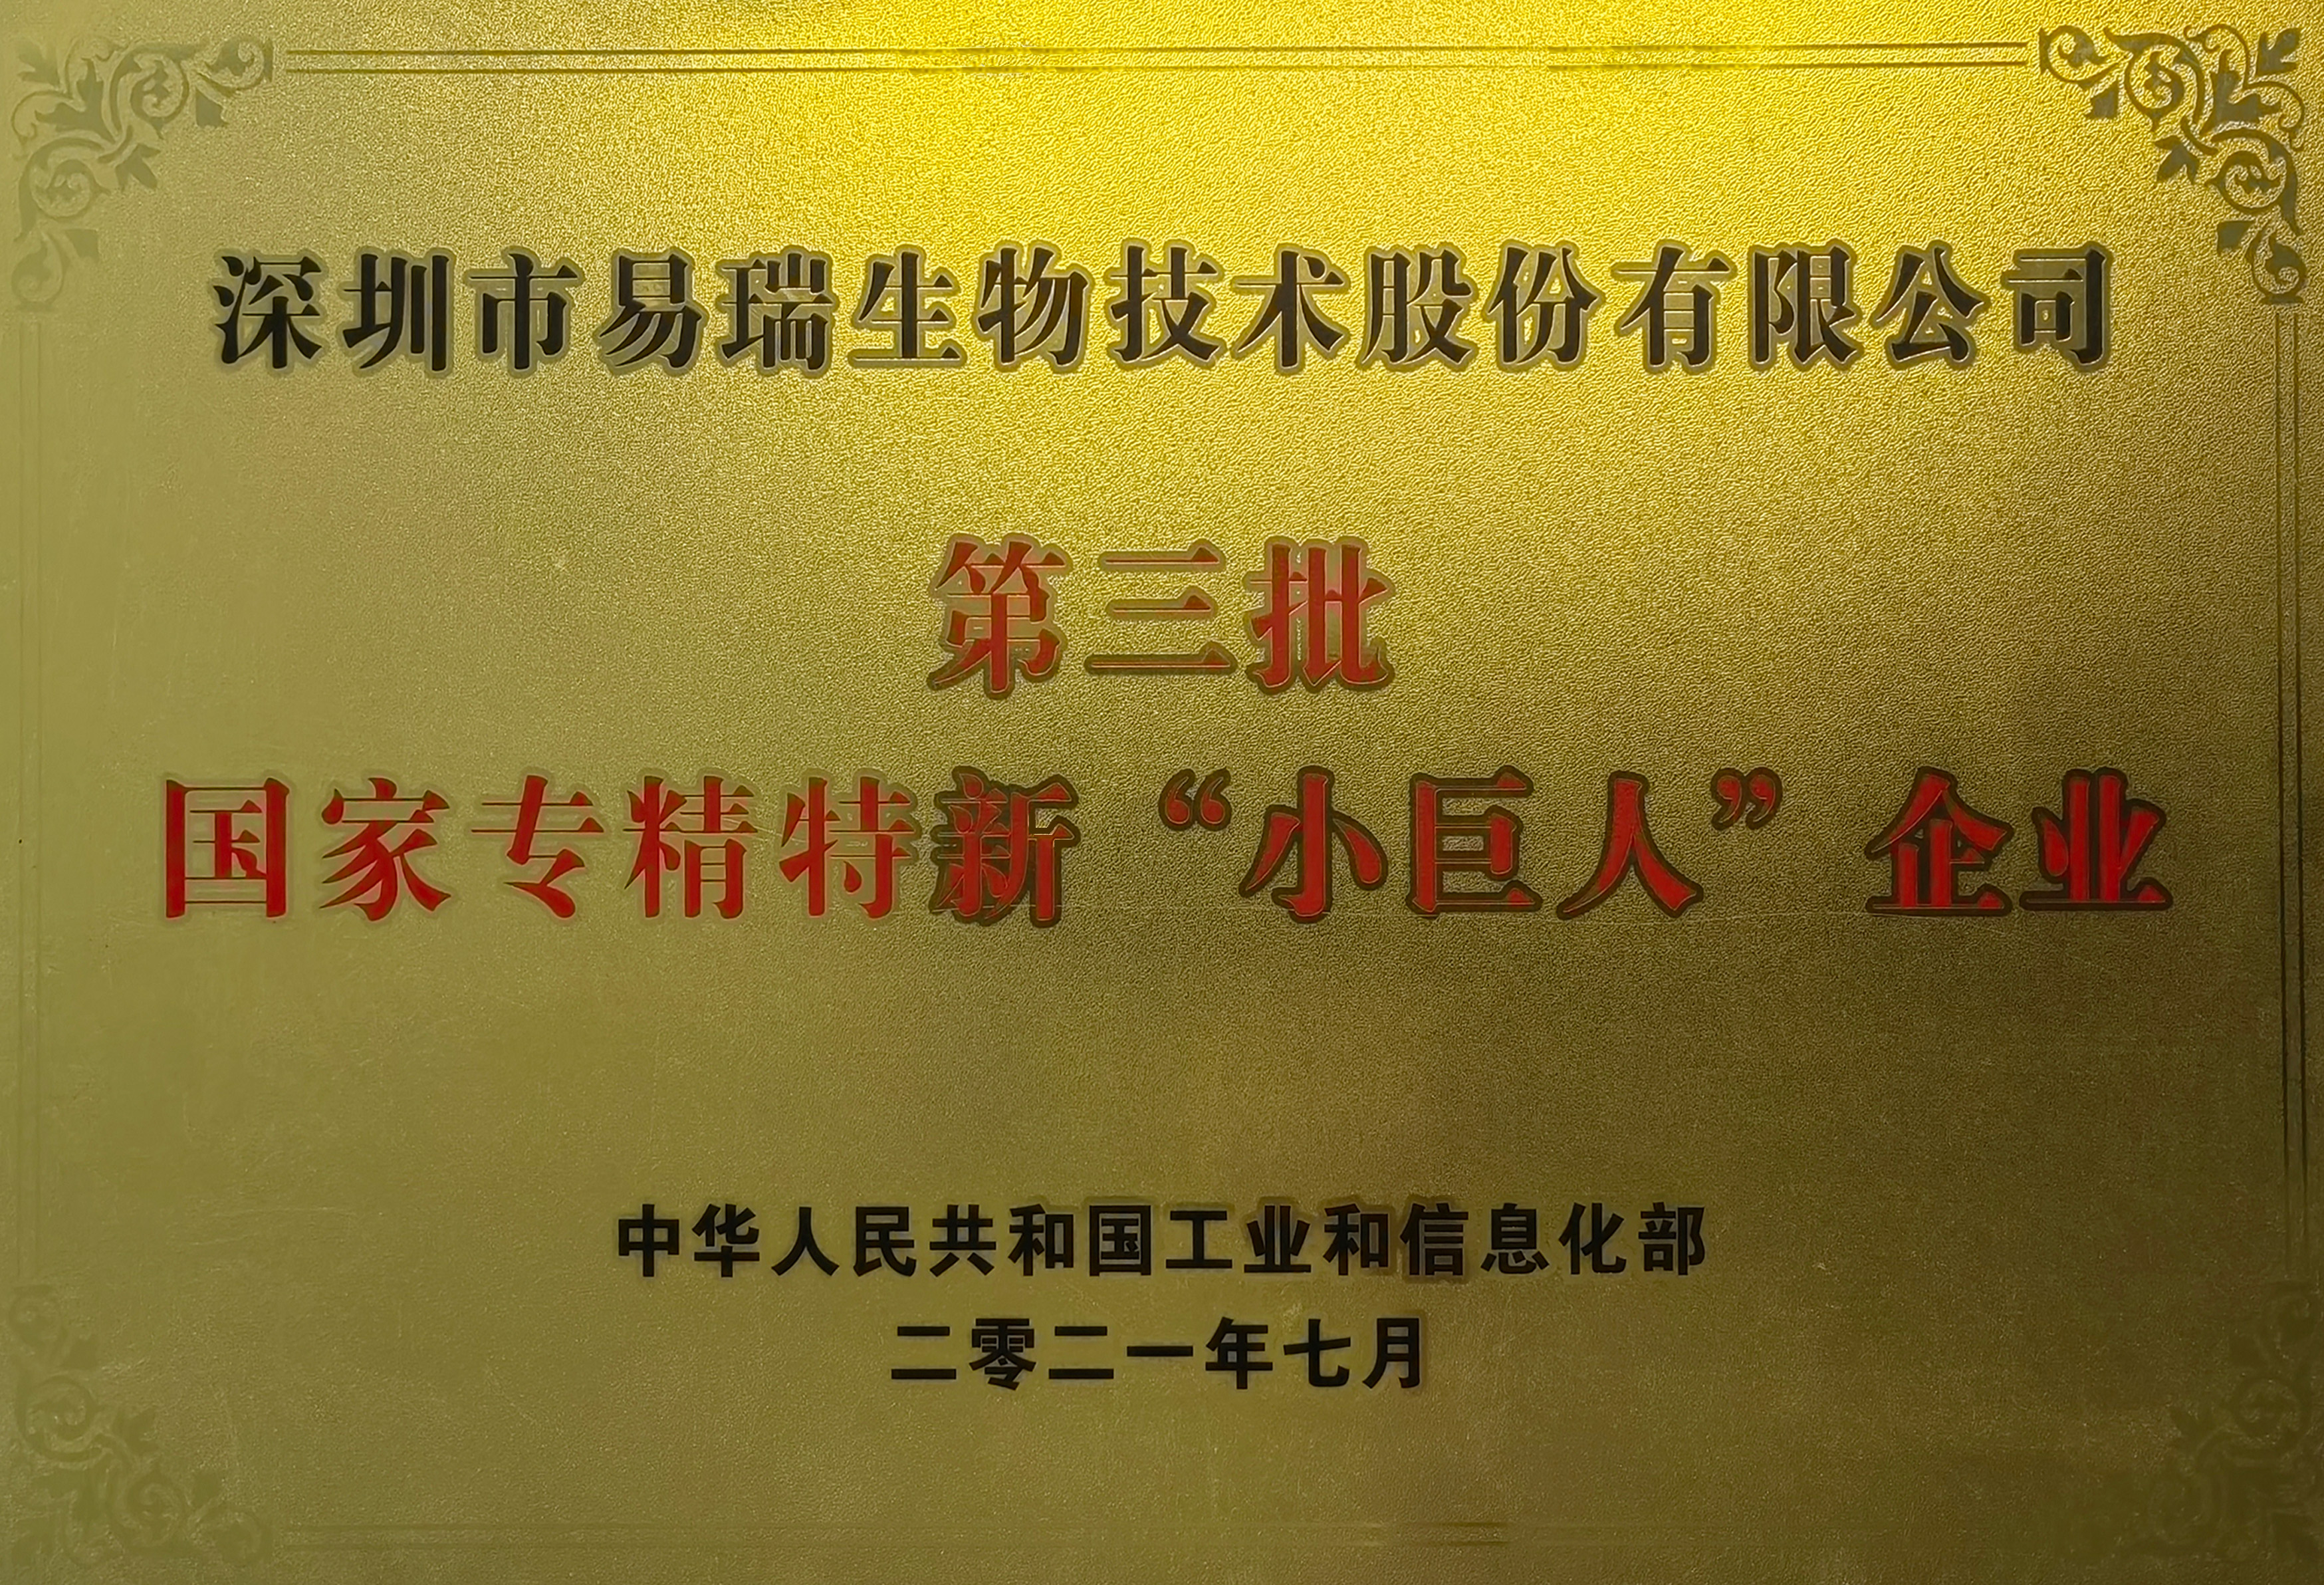 深圳市易瑞生物技术股份有限公司
第三批
国家专精特新“小巨人”企业
中华人民共和国工业和信息化部
二零二一年七月